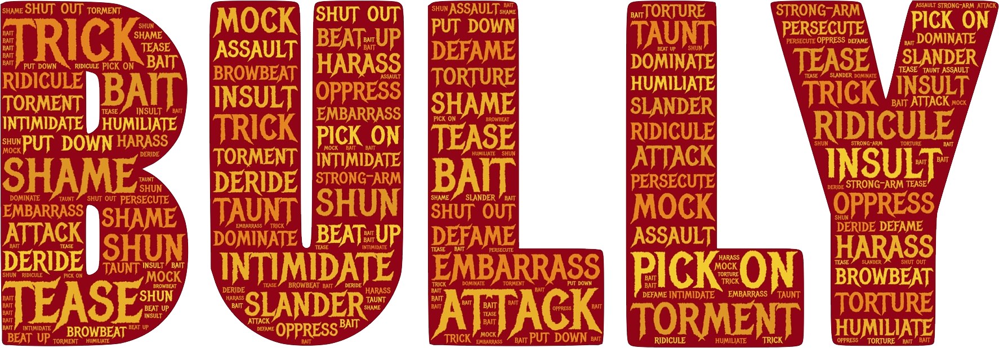 SHAME SHUT OUT TORMENT
TRICK
SHUN
SHAME
BAIT
BAIT
BAIT
BAIT
BAIT
TEASE
BAIT
PUT DOWN RIDICULE PICK ON
RIDICULE
BAIT
TORMENT
TEASE INSULT BAIT
INTIMIDATE
HUMILIATE
SHUN PUT DOWN HARASS
MOCK
DERIDE
SHAME
TAUNT
SHUN
DOMINATE TAUNT SHUT OUT PERSECUTE
EMBARRASS
SHAME
ATTACK
BAIT TEASE
SHUN
DERIDE
TAUNT INSULT BAIT
SHUN RIDICULE PICK ON
MOCK
BROWBEAT
TEASE
SHUN
BAIT
BAIT
BAIT
BAIT
BAIT
BEAT UP
INSULT
INTIMIDATE BROWBEAT BEAT UP
BEAT UP TORMENT HUMILIATE
MOCK
ASSAULT
BROWBEAT
INSULT
TRICK
TORMENT
DERIDE
TAUNT
EMBARRASS TRICK
DOMINATE
SHUT OUT
BEAT UP
BAIT
BAIT
HARASS
ASSAULT
OPPRESS
EMBARRASS
PICK ON
MOCK BAIT BAIT
INTIMIDATE
STRONG-ARM
SHUN
BEAT UP
BAIT
BAIT
TEASE INTIMIDATE
INTIMIDATE
TEASE BROWBEAT BAIT DERIDE
DERIDE
HARASS
BAIT
SLANDER
HARASS
TAUNT
SHAME
ATTACK
DEFAME OPPRESS BAIT
BAIT
SHUN ASSAULT BAIT
SHAME
PUT DOWN
DEFAME
TORTURE
SHAME
PICK ON BROWBEAT
TEASE
HUMILIATE SHUN
BAIT
SHAME SLANDER BAIT
SHUT OUT
DEFAME
TEASE BAIT PERSECUTE
EMBARRASS
TRICK DOMINATE TORMENT BAIT PUT DOWN
BAIT
BAIT
BAIT
ATTACK
BAIT
BAIT
TEASE
BAIT
BAIT
OPPRESS
BAIT
TRICK MOCK
EMBARRASS
BAIT PUT DOWN BAIT
BAIT TORTURE
TAUNT
BEAT UP SHUN
DOMINATE
HUMILIATE
SLANDER
RIDICULE
ATTACK
PERSECUTE
MOCK
ASSAULT
PICK ON
HARASS
MOCK
TORTURE
TRICK
BAIT
BAIT
DEFAME INTIMIDATE EMBARRASS TAUNT
TORMENT
RIDICULE HUMILIATE TRICK
STRONG-ARM
PERSECUTE
PERSECUTE OPPRESS DEFAME
TEASE
TEASE SLANDER DOMINATE
TRICK
ASSAULT STRONG-ARM ATTACK
PICK ON
BAIT DOMINATE
SLANDER
TEASE TAUNT ASSAULT
INSULT
BAIT ATTACK MOCK
RIDICULE
SHUN STRONG-ARM TORTURE BAIT
INSULT
BAIT
BAIT
DERIDE STRONG-ARM TEASE
OPPRESS
SHUN
DERIDE DEFAME
HARASS
TEASE SLANDER SHUT OUT
BROWBEAT
TORTURE
HUMILIATE
OPPRESS TORTURE BAIT BAIT